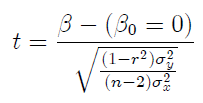 t = \frac{\beta - (\beta_0 = 0)}{\sqrt{\frac{(1-r^2)\sigma_y^2}{(n-2)\sigma_x^2}}}